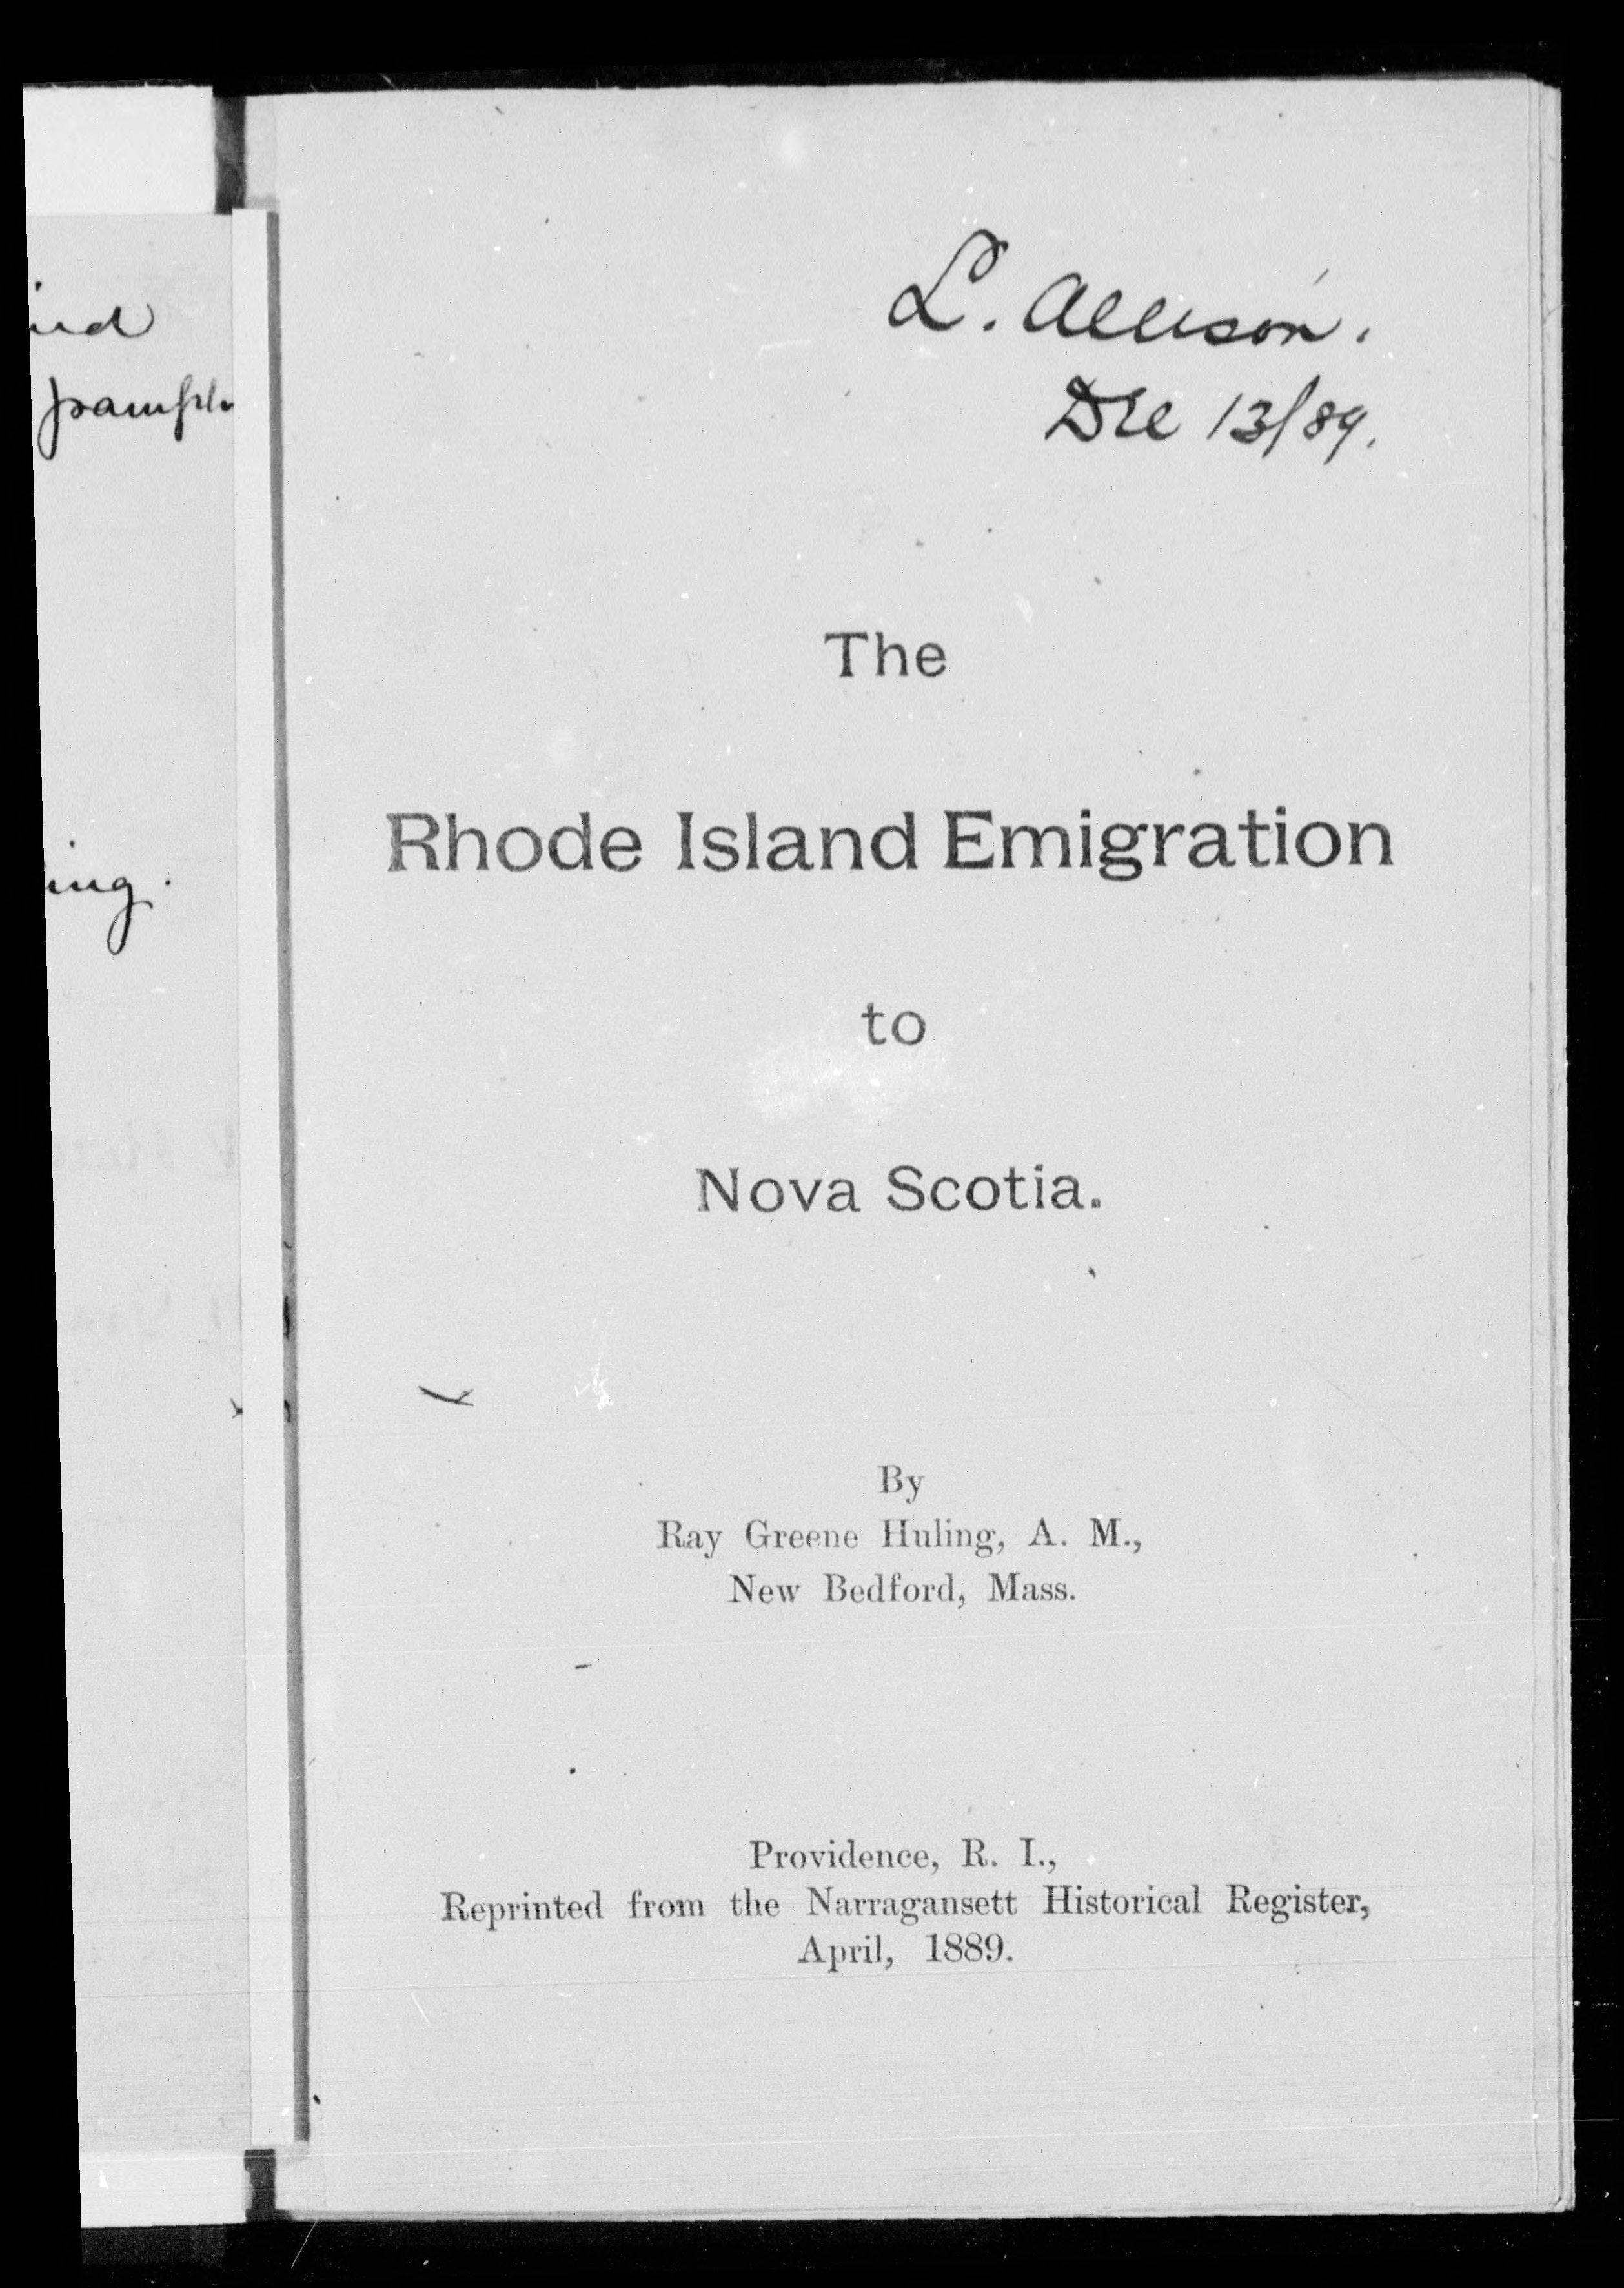 L. Allison.
Dec 13/89.
The
Rhode Island Emigration
to
Nova Scotia.
By
Ray Greene Huling, A. M.,
New Bedford, Mass.
Providence, R. I.,
Reprinted from the Narragansett Historical Register,
April, 1889.